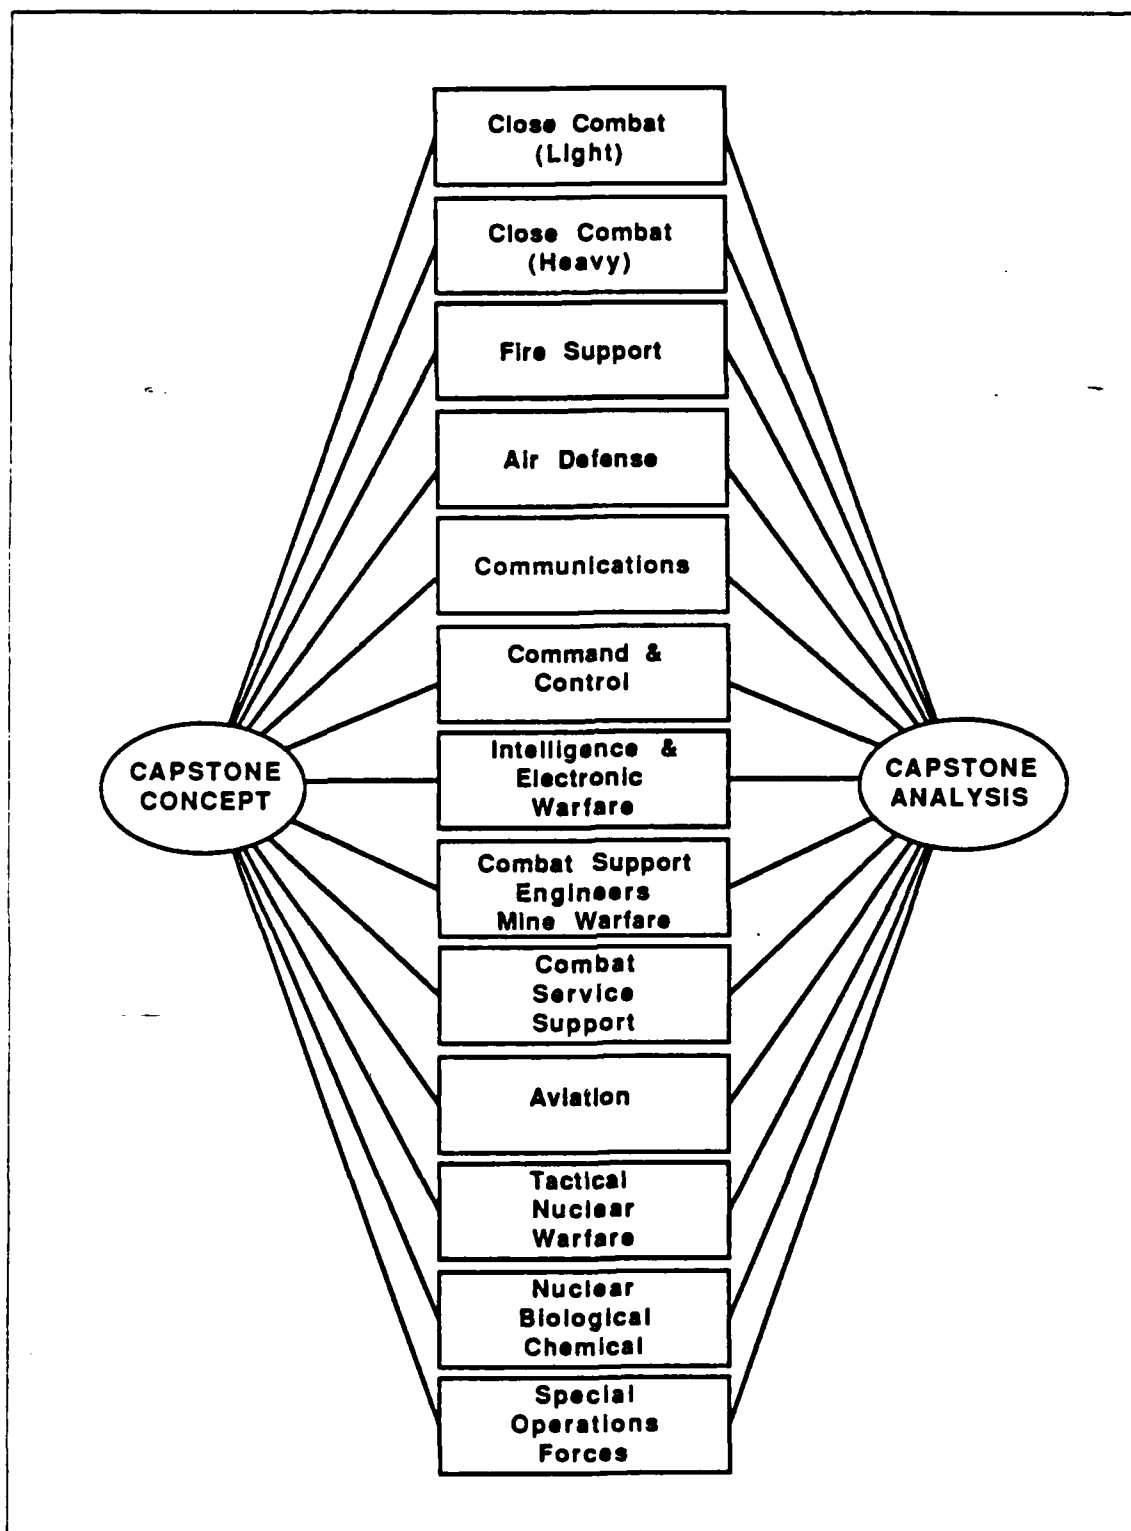 Close Combat
(Light)
Close Combat
(Heavy)
Fire Support
Air Defense
Communications
Command &
Control
Intelligence &
Electronic
Warfare
CAPSTONE
CONCEPT
CAPSTONE
ANALYSIS
Combat Support
Engineers
Mine Warfare
Combat
Service
Support
Aviation
Tactical
Nuclear
Warfare
Nuclear
Biological
Chemical
Special
Operations
Forces